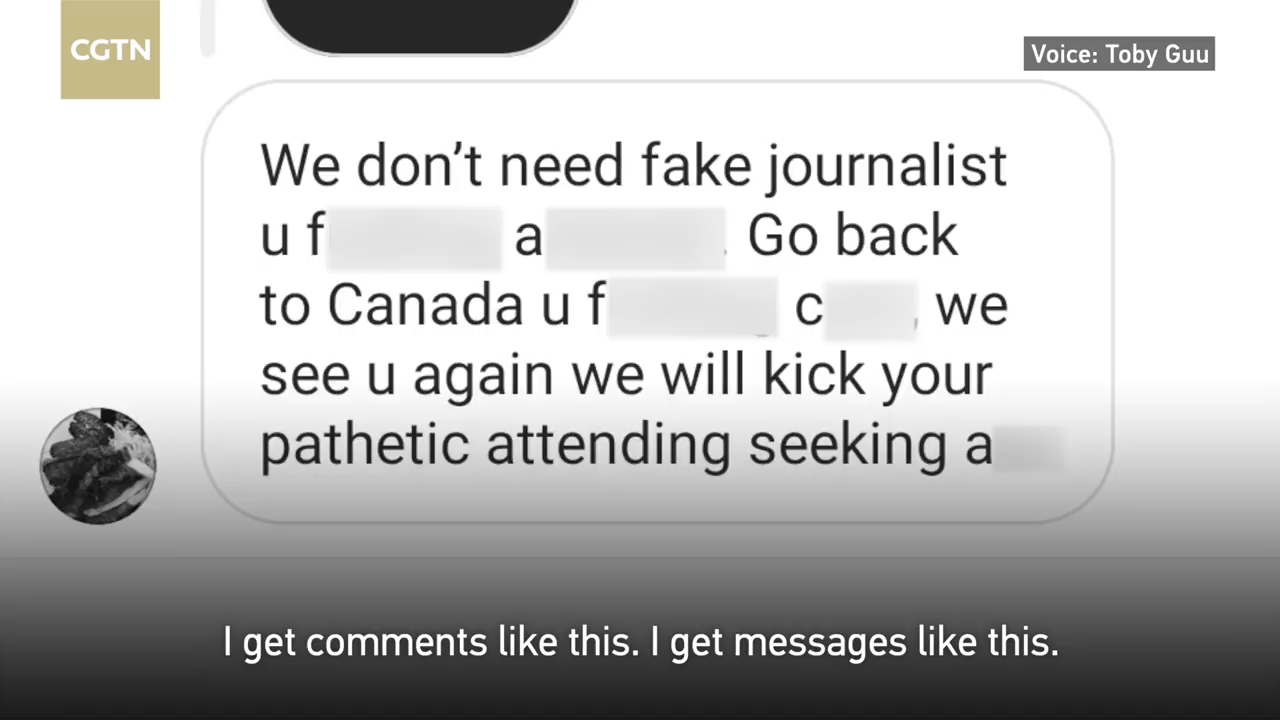 CGTN
Voice: Toby Guu
We don't need fake journalist
u f a . Go back
to Canada u f c , we
see u again we will kick your
pathetic attending seeking a
I get comments like this. I get messages like this.